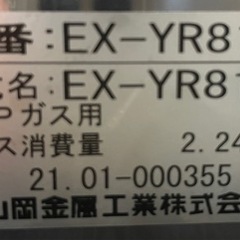 番：EX-YR81
名：EX-YR81
Pガス用
ス消費量 2.24
21.01-000355
山岡金属工業株式会